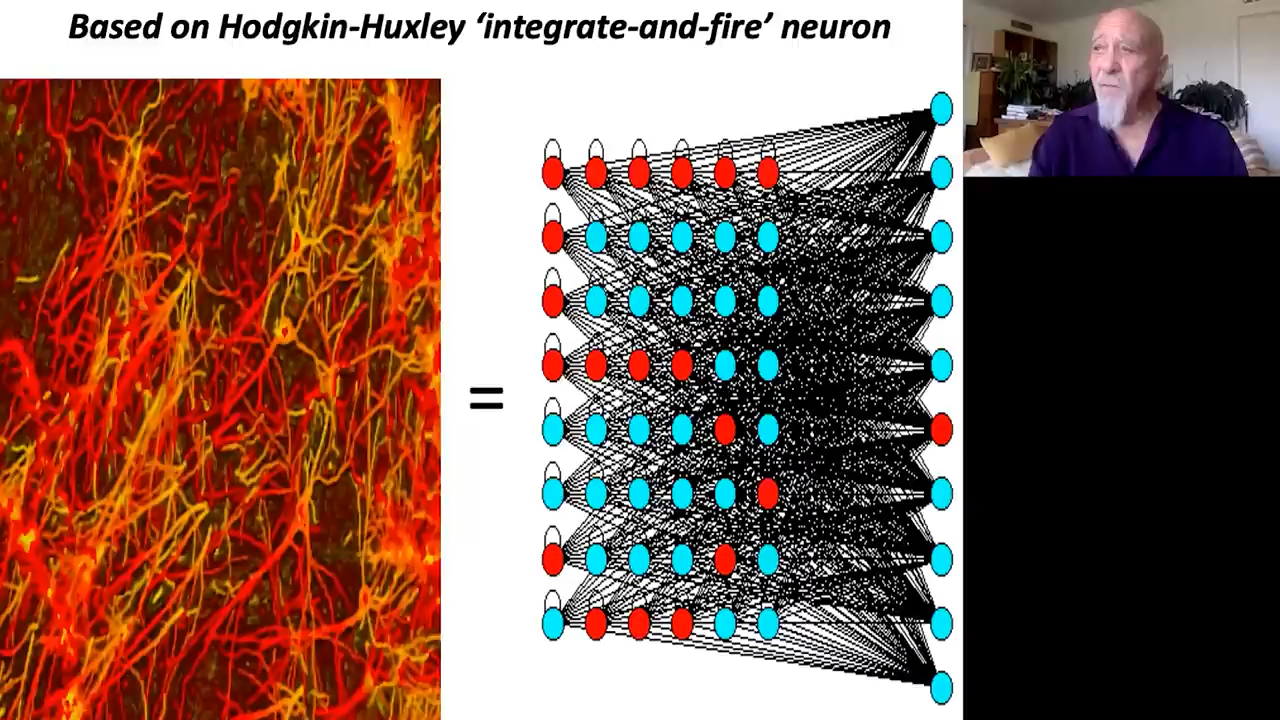 Based on Hodgkin-Huxley ‘integrate-and-fire’ neuron
=